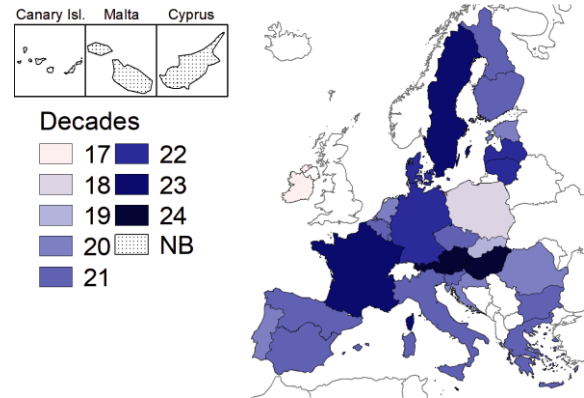 Canary Isl. Malta Cyprus
Decades
17 22
18 23
19 24
20 NB
21